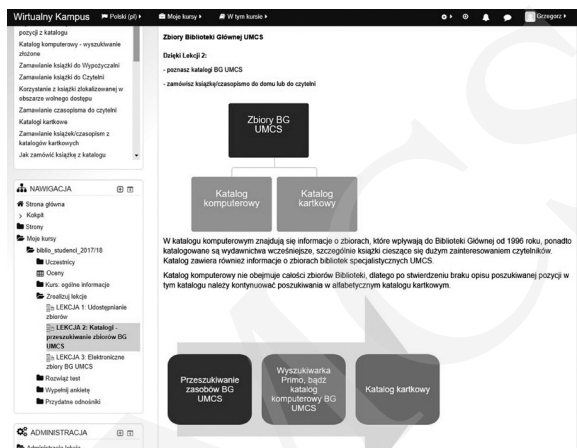 Wirtualny Kampus Polski (pl) Moje kursy W tym kursie Grzegorz
pozycji z katalogu
Katalog komputerowy - wyszukiwanie
złożone
Zamawianie książki do Wypożyczalni
Zamawianie książki do Czytelni
Korzystanie z książki zlokalizowanej w
obszarze wolnego dostępu
Zamawianie czasopisma do czytelni
Katalogi kartkowe
Zamawianie książek/czasopism z
katalogów kartkowych
Jak zamówić książkę z katalogu
NAWIGACJA
Strona główna
Kokpit
Strony
Moje kursy
biblio_studenci_2017/18
Uczestnicy
Oceny
Kurs: ogólne informacje
Zrealizuj lekcje
LEKCJA 1: Udostępnianie
zbiorów
LEKCJA 2: Katalogi -
przeszukiwanie zbiorów BG
UMCS
LEKCJA 3: Elektroniczne
zbiory BG UMCS
Rozwiąż test
Wypełnij ankietę
Przydatne odnośniki
ADMINISTRACJA
Administracja lekcją
Zbiory Biblioteki Głównej UMCS
Dzięki Lekcji 2:
- poznasz katalogi BG UMCS
- zamówisz książkę/czasopismo do domu lub do czytelni
Zbiory BG
UMCS
Katalog
komputerowy
Katalog
kartkowy
W katalogu komputerowym znajdują się informacje o zbiorach, które wpływają do Biblioteki Głównej od 1996 roku, ponadto
katalogowane są wydawnictwa wcześniejsze, szczególnie książki cieszące się dużym zainteresowaniem czytelników.
Katalog zawiera również informacje o zbiorach bibliotek specjalistycznych UMCS.
Katalog komputerowy nie obejmuje całości zbiorów Biblioteki, dlatego po stwierdzeniu braku opisu poszukiwanej pozycji w
tym katalogu należy kontynuować poszukiwania w alfabetycznym katalogu kartkowym.
Przeszukiwanie
zasobów BG
UMCS
Wyszukiwarka
Primo, bądź
katalog
komputerowy BG
UMCS
Katalog kartkowy